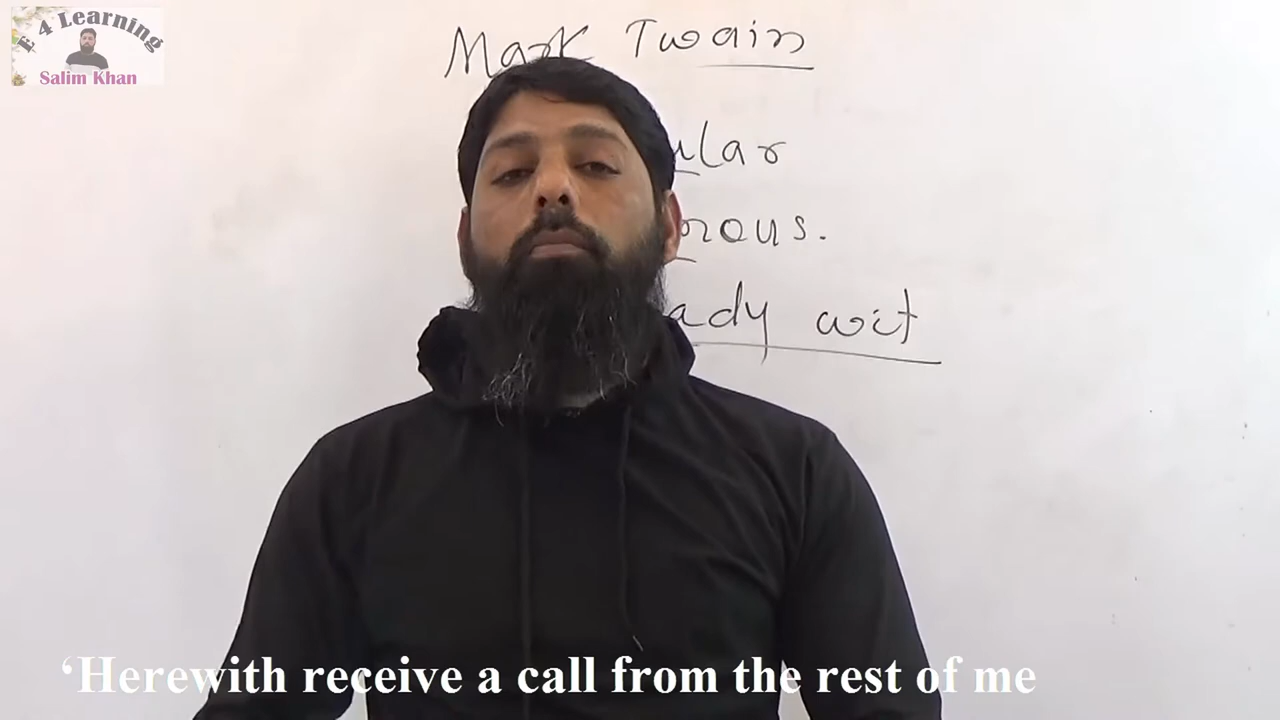 E 4 Learning
Salim Khan
Mark Twain
ular
rous.
ady wit
‘Herewith receive a call from the rest of me